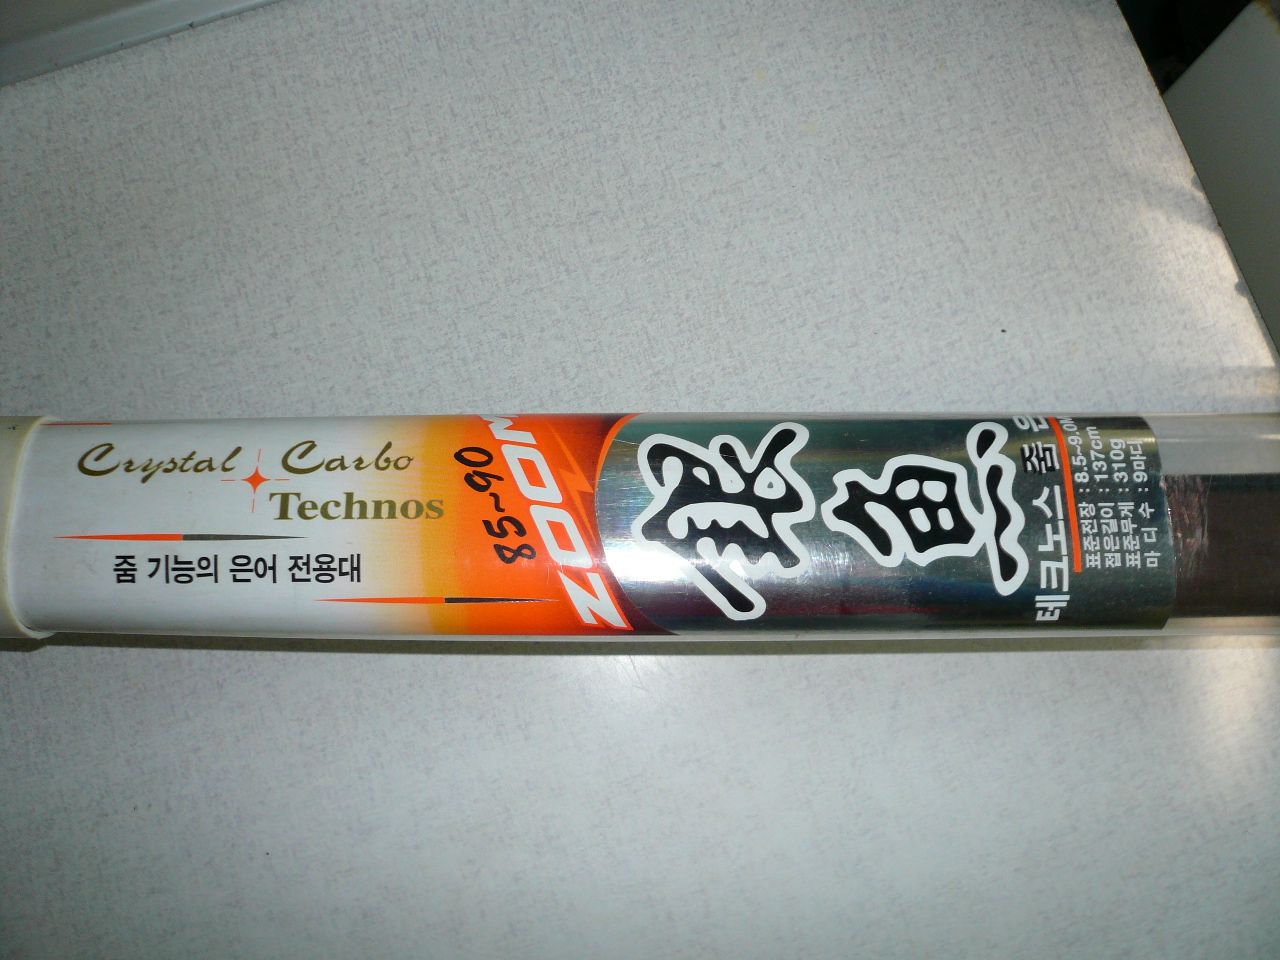 Crystal Carbo
Technos
줌 기능의 은어 전용대
85~90
ZOOM
銀魚
테크노스 줌
표준전장 : 8.5~9.0M
접은길이 : 137cm
표준무게 : 310g
마디수 : 9마디